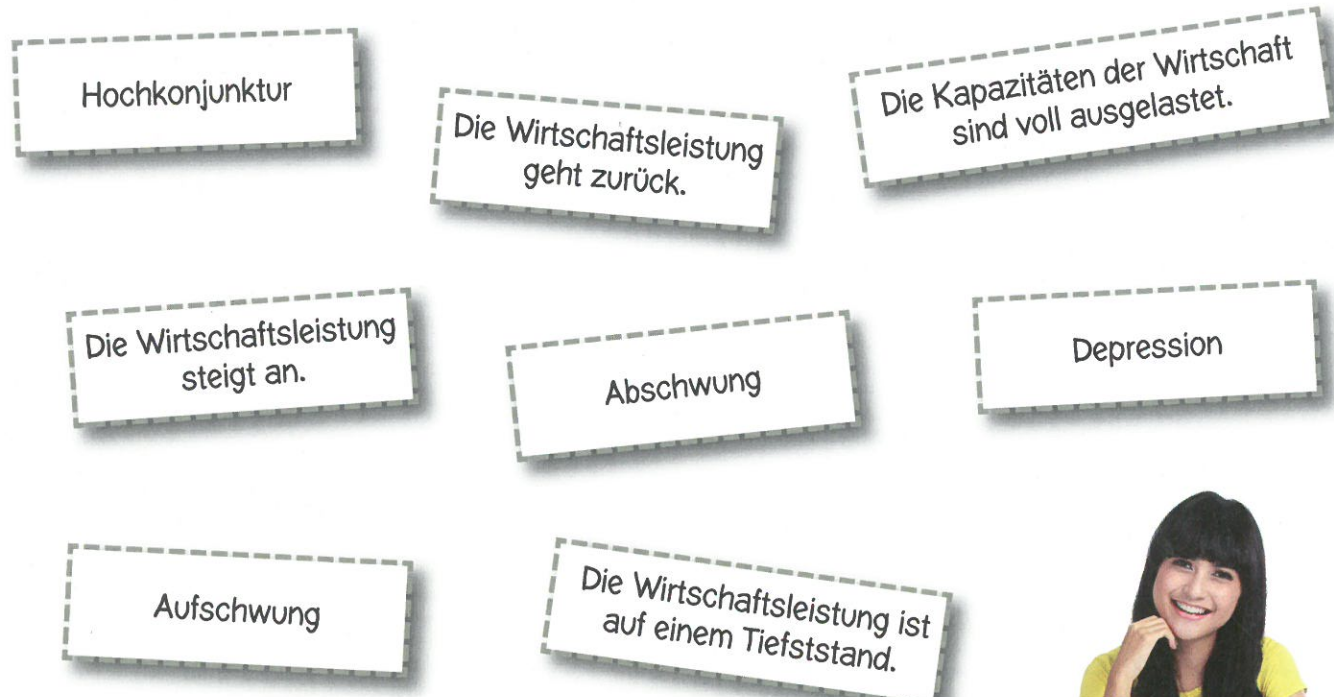 Hochkonjunktur
Die Wirtschaftsleistung
geht zurück.
Die Kapazitäten der Wirtschaft
sind voll ausgelastet.
Die Wirtschaftsleistung
steigt an.
Abschwung
Depression
Aufschwung
Die Wirtschaftsleistung ist
auf einem Tiefststand.